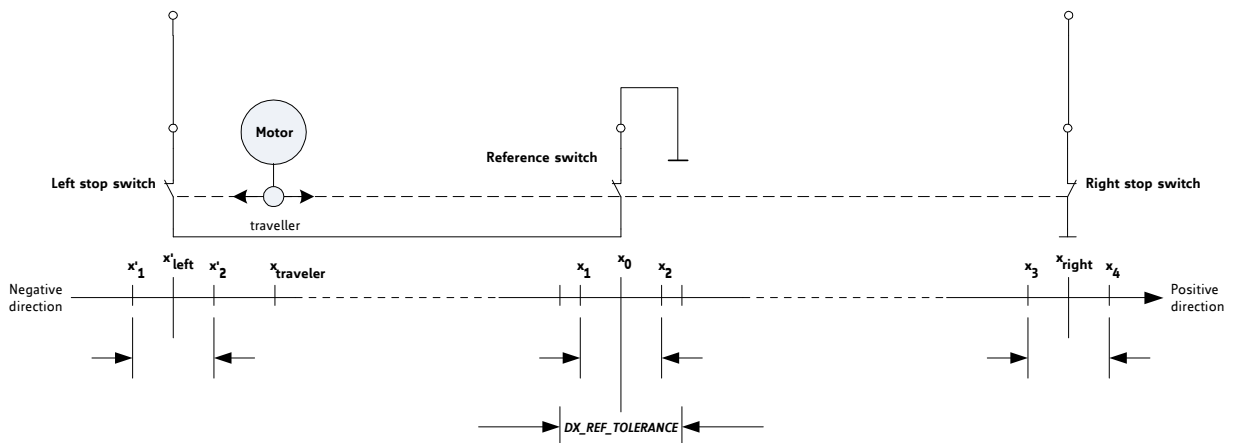 Motor
Reference switch
Left stop switch
Right stop switch
traveller
x'1
x'left
x'2
xtraveler
x1
x0
x2
x3
xright
x4
Negative
direction
Positive
direction
DX_REF_TOLERANCE